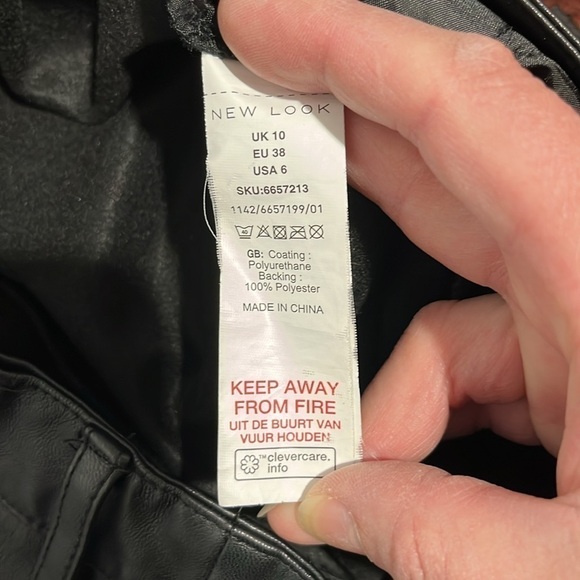 NEW LOOK
UK 10
EU 38
USA 6
SKU:6657213
1142/6657199/01
GB: Coating :
Polyurethane
Backing :
100% Polyester
MADE IN CHINA
KEEP AWAY
FROM FIRE
UIT DE BUURT VAN
VUUR HOUDEN
™clevercare.
info